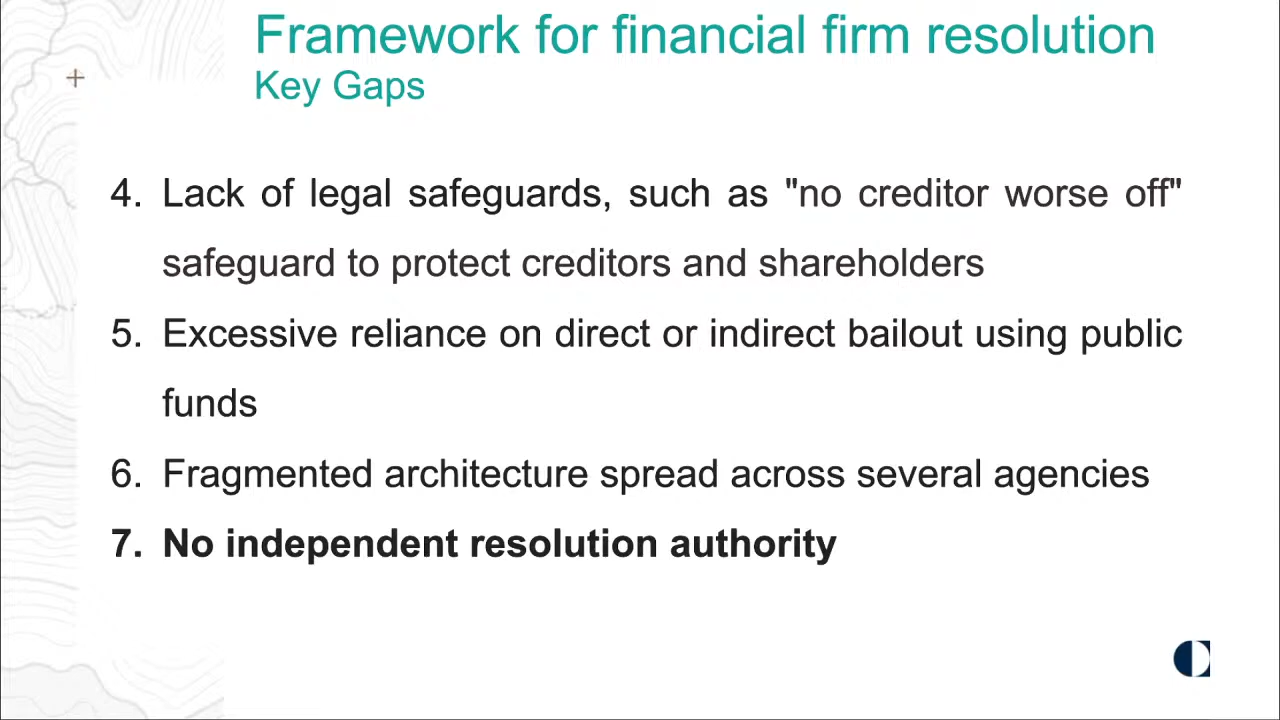 Framework for financial firm resolution
Key Gaps
4. Lack of legal safeguards, such as "no creditor worse off"
safeguard to protect creditors and shareholders
5. Excessive reliance on direct or indirect bailout using public
funds
6. Fragmented architecture spread across several agencies
7. No independent resolution authority